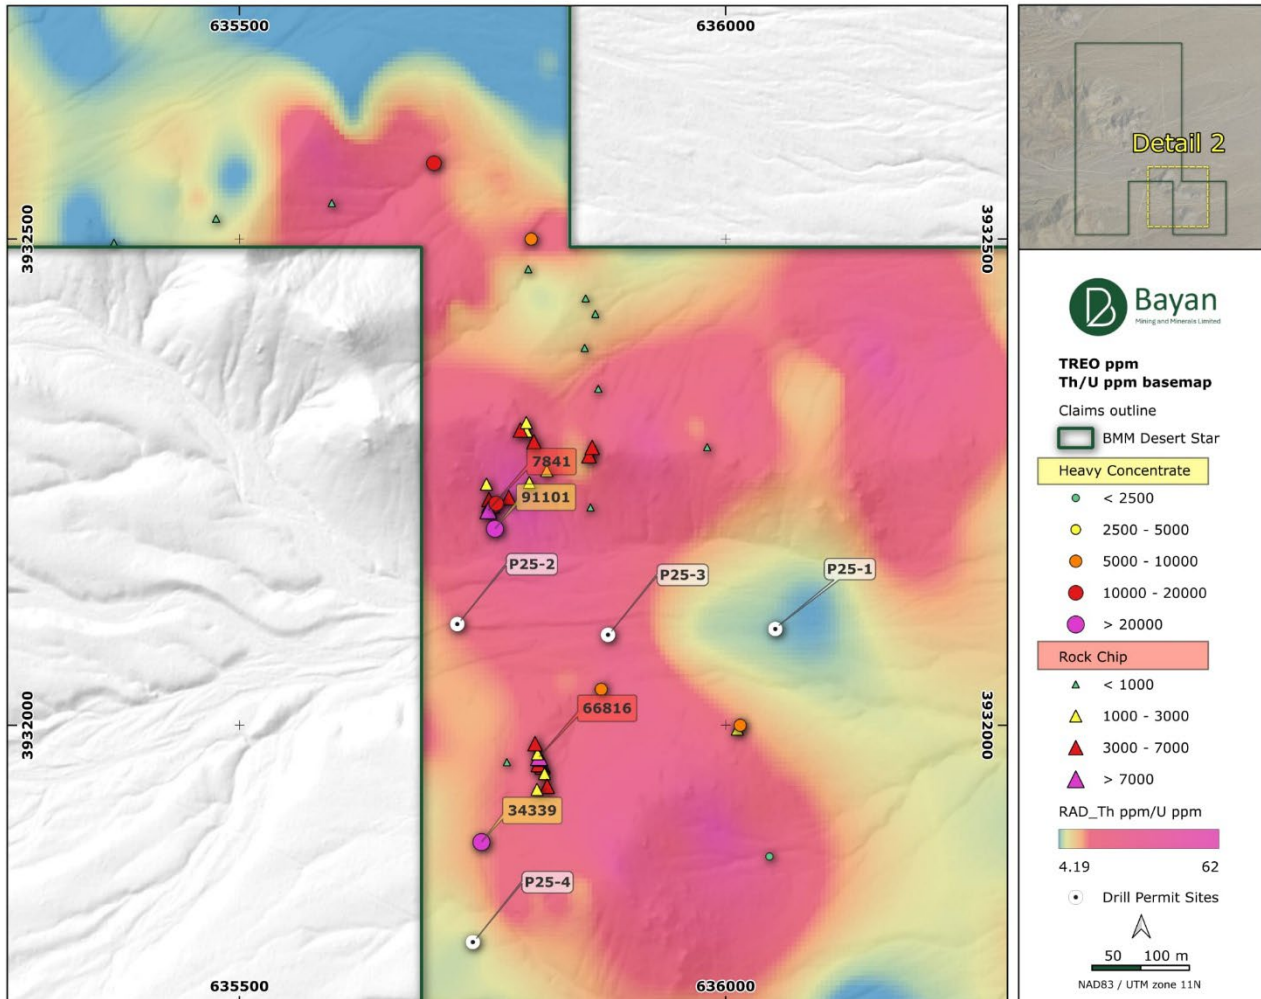 635500
636000
3932500
3932500
7841
91101
P25-2
P25-3
P25-1
3932000
3932000
66816
34339
P25-4
635500
636000
Detail 2
Bayan
Mining and Minerals Limited
TREO ppm
Th/U ppm basemap
Claims outline
BMM Desert Star
Heavy Concentrate
< 2500
2500 - 5000
5000 - 10000
10000 - 20000
> 20000
Rock Chip
< 1000
1000 - 3000
3000 - 7000
> 7000
RAD_Th ppm/U ppm
4.19 62
Drill Permit Sites
50 100 m
NAD83 / UTM zone 11N